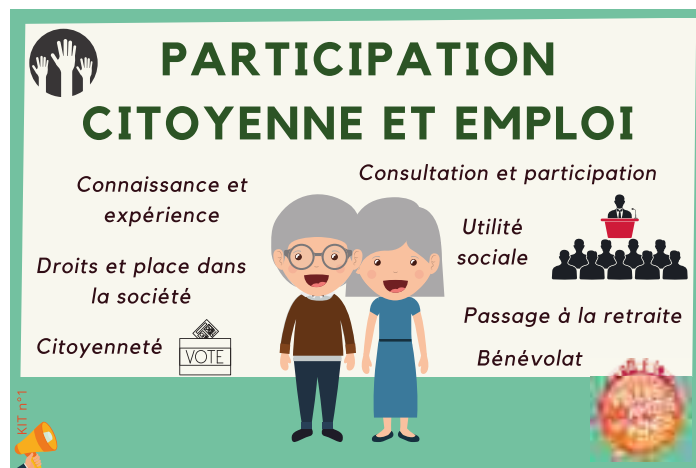 PARTICIPATION
CITOYENNE ET EMPLOI
Connaissance et
expérience
Droits et place dans
la société
Citoyenneté
VOTE
Consultation et participation
Utilité
sociale
Passage à la retraite
Bénévolat
KIT n°1